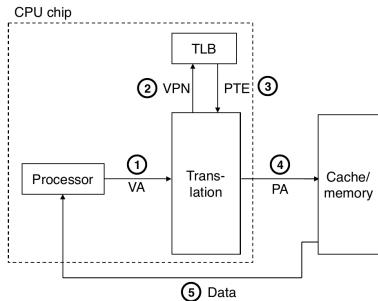 CPU chip
TLB
2 VPN
PTE 3
1
VA
Processor
Trans-
lation
4
PA
Cache/
memory
5 Data